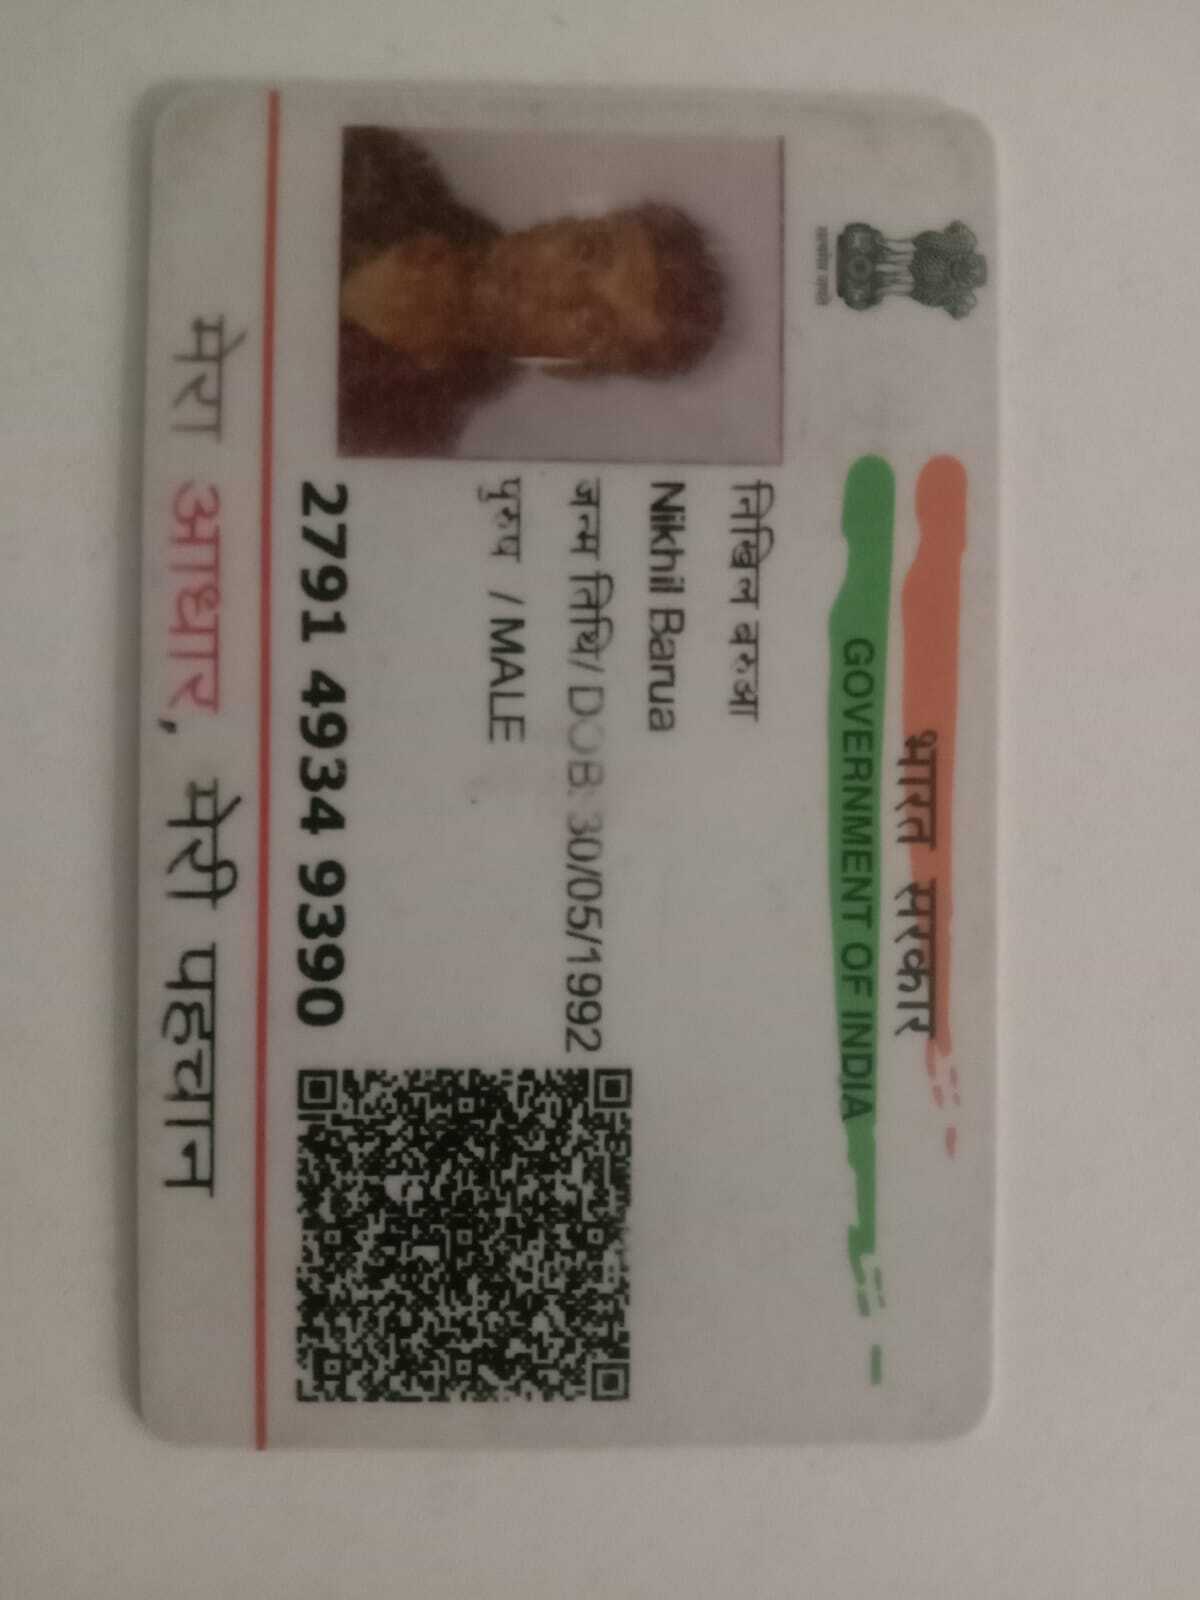 भारत सरकार
GOVERNMENT OF INDIA
निखिल बरुआ
Nikhil Barua
जन्म तिथि/ DOB: 30/05/1992
पुरुष / MALE
2791 4934 9390
मेरा आधार, मेरी पहचान